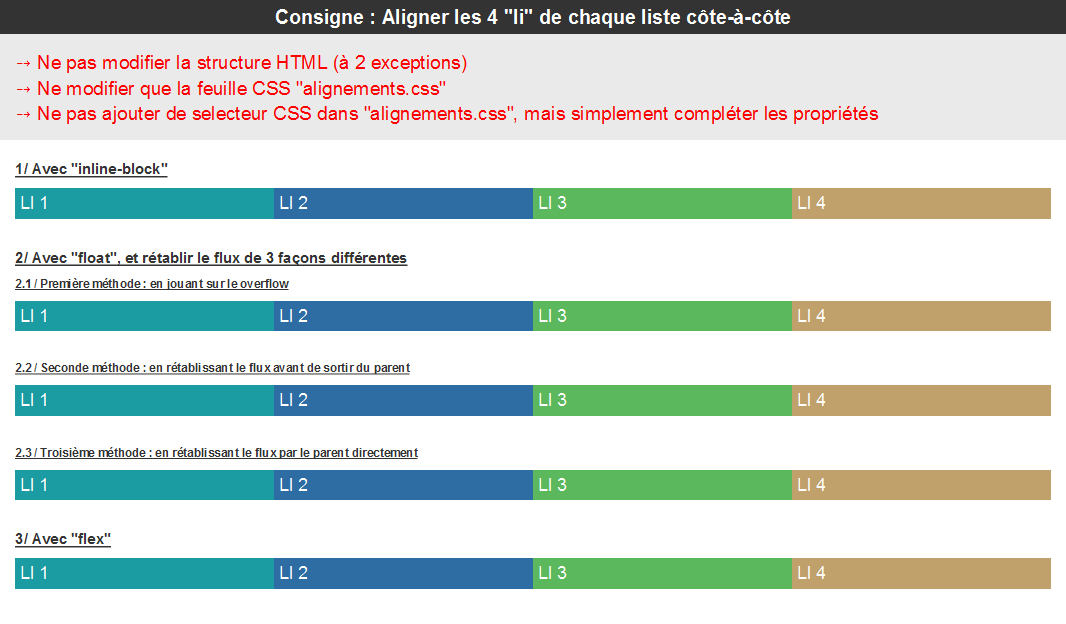 Consigne : Aligner les 4 "li" de chaque liste côte-à-côte
→ Ne pas modifier la structure HTML (à 2 exceptions)
→ Ne modifier que la feuille CSS "alignements.css"
→ Ne pas ajouter de selecteur CSS dans "alignements.css", mais simplement compléter les propriétés
1/ Avec "inline-block"
LI 1 LI 2 LI 3 LI 4
2/ Avec "float", et rétablir le flux de 3 façons différentes
2.1 / Première méthode : en jouant sur le overflow
LI 1 LI 2 LI 3 LI 4
2.2 / Seconde méthode : en rétablissant le flux avant de sortir du parent
LI 1 LI 2 LI 3 LI 4
2.3 / Troisième méthode : en rétablissant le flux par le parent directement
LI 1 LI 2 LI 3 LI 4
3/ Avec "flex"
LI 1 LI 2 LI 3 LI 4